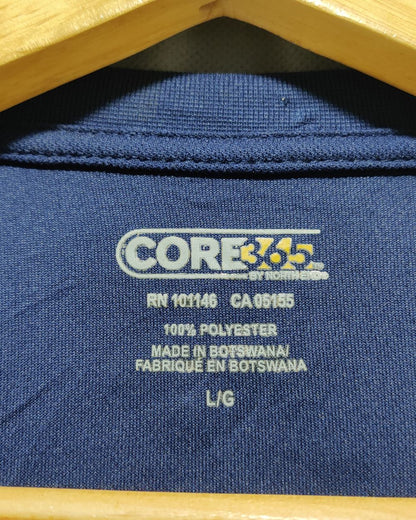 CORE365
BY NORTH END
RN 101146 CA 05155
100% POLYESTER
MADE IN BOTSWANA/
FABRIQUÉ EN BOTSWANA
L/G